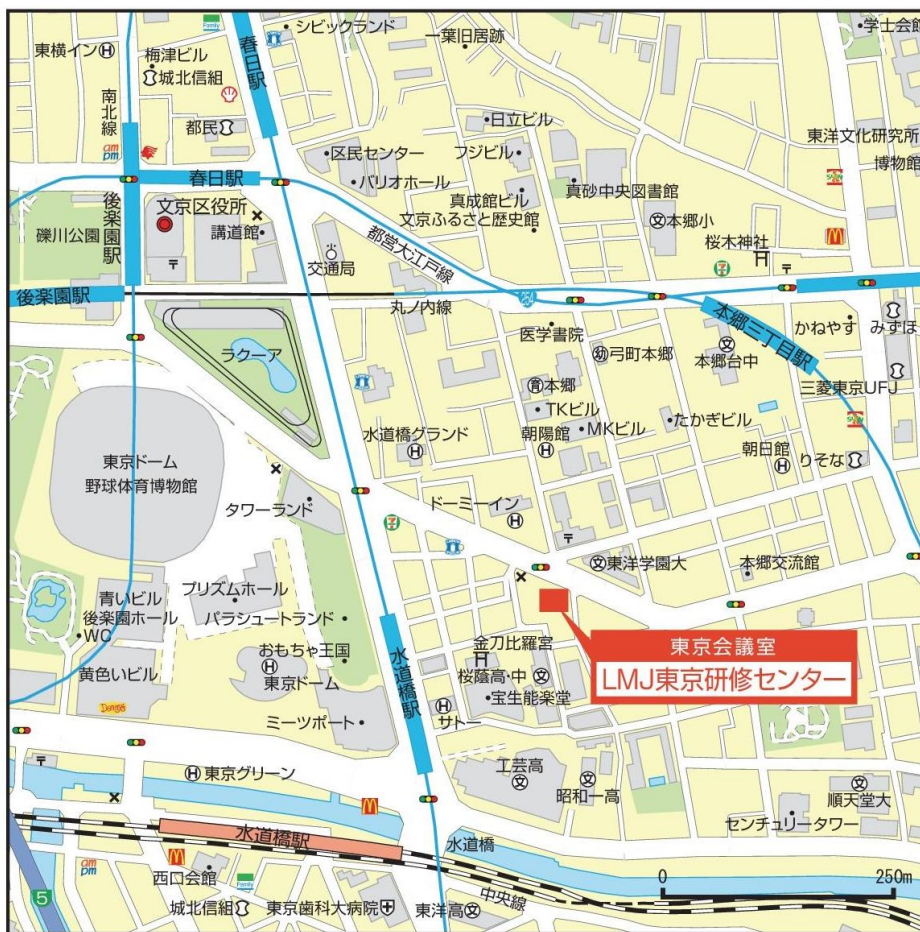 シビックランド
一葉旧居跡
学士会館
東横イン
梅津ビル
城北信組
春日駅
南北線
都民
日立ビル
区民センター
フジビル
東洋文化研究所
博物館
am
pm
春日駅
バリオホール
真成館ビル
真砂中央図書館
文京区役所
文京ふるさと歴史館
本郷小
後楽園駅
礫川公園
講道館
交通局
都営大江戸線
桜木神社
後楽園駅
丸ノ内線
本郷三丁目駅
医学書院
かねやす
みずほ
ラクーア
弓町本郷
本郷台中
本郷
三菱東京UFJ
TKビル
たかぎビル
水道橋グランド
朝陽館
MKビル
朝日館
りそな
東京ドーム
野球体育博物館
タワーランド
ドーミーイン
東洋学園大
本郷交流館
青いビル
プリズムホール
後楽園ホール
パラシュートランド
WC
金刀比羅宮
東京会議室
LMJ東京研修センター
おもちゃ王国
黄色いビル
東京ドーム
桜蔭高・中
宝生能楽堂
水道橋駅
ミーツポート
サトー
東京グリーン
工芸高
昭和一高
順天堂大
センチュリータワー
水道橋駅
水道橋
am
pm
西口会館
0
250m
5
中央線
城北信組
東京歯科大病院
東洋高